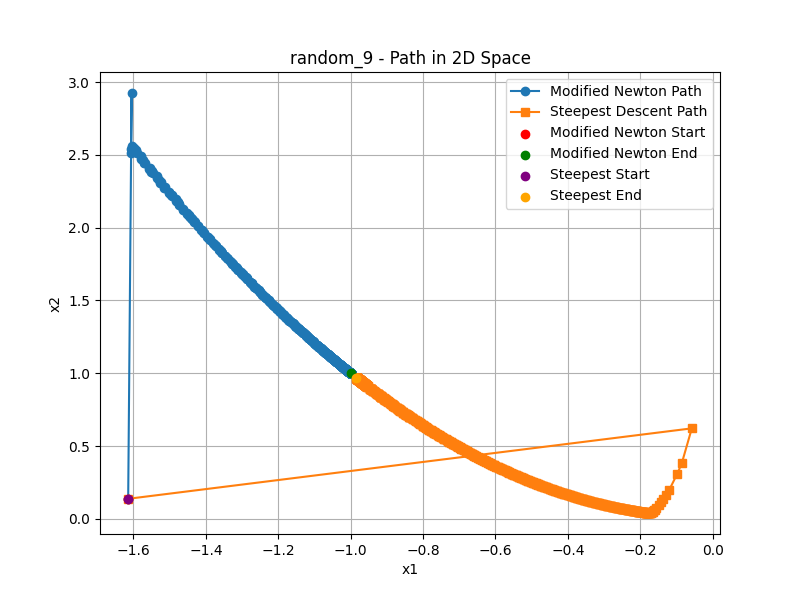 random_9 - Path in 2D Space
Modified Newton Path
Steepest Descent Path
Modified Newton Start
Modified Newton End
Steepest Start
Steepest End
3.0
2.5
2.0
1.5
1.0
0.5
0.0
x2
−1.6 −1.4 −1.2 −1.0 −0.8 −0.6 −0.4 −0.2 0.0
x1